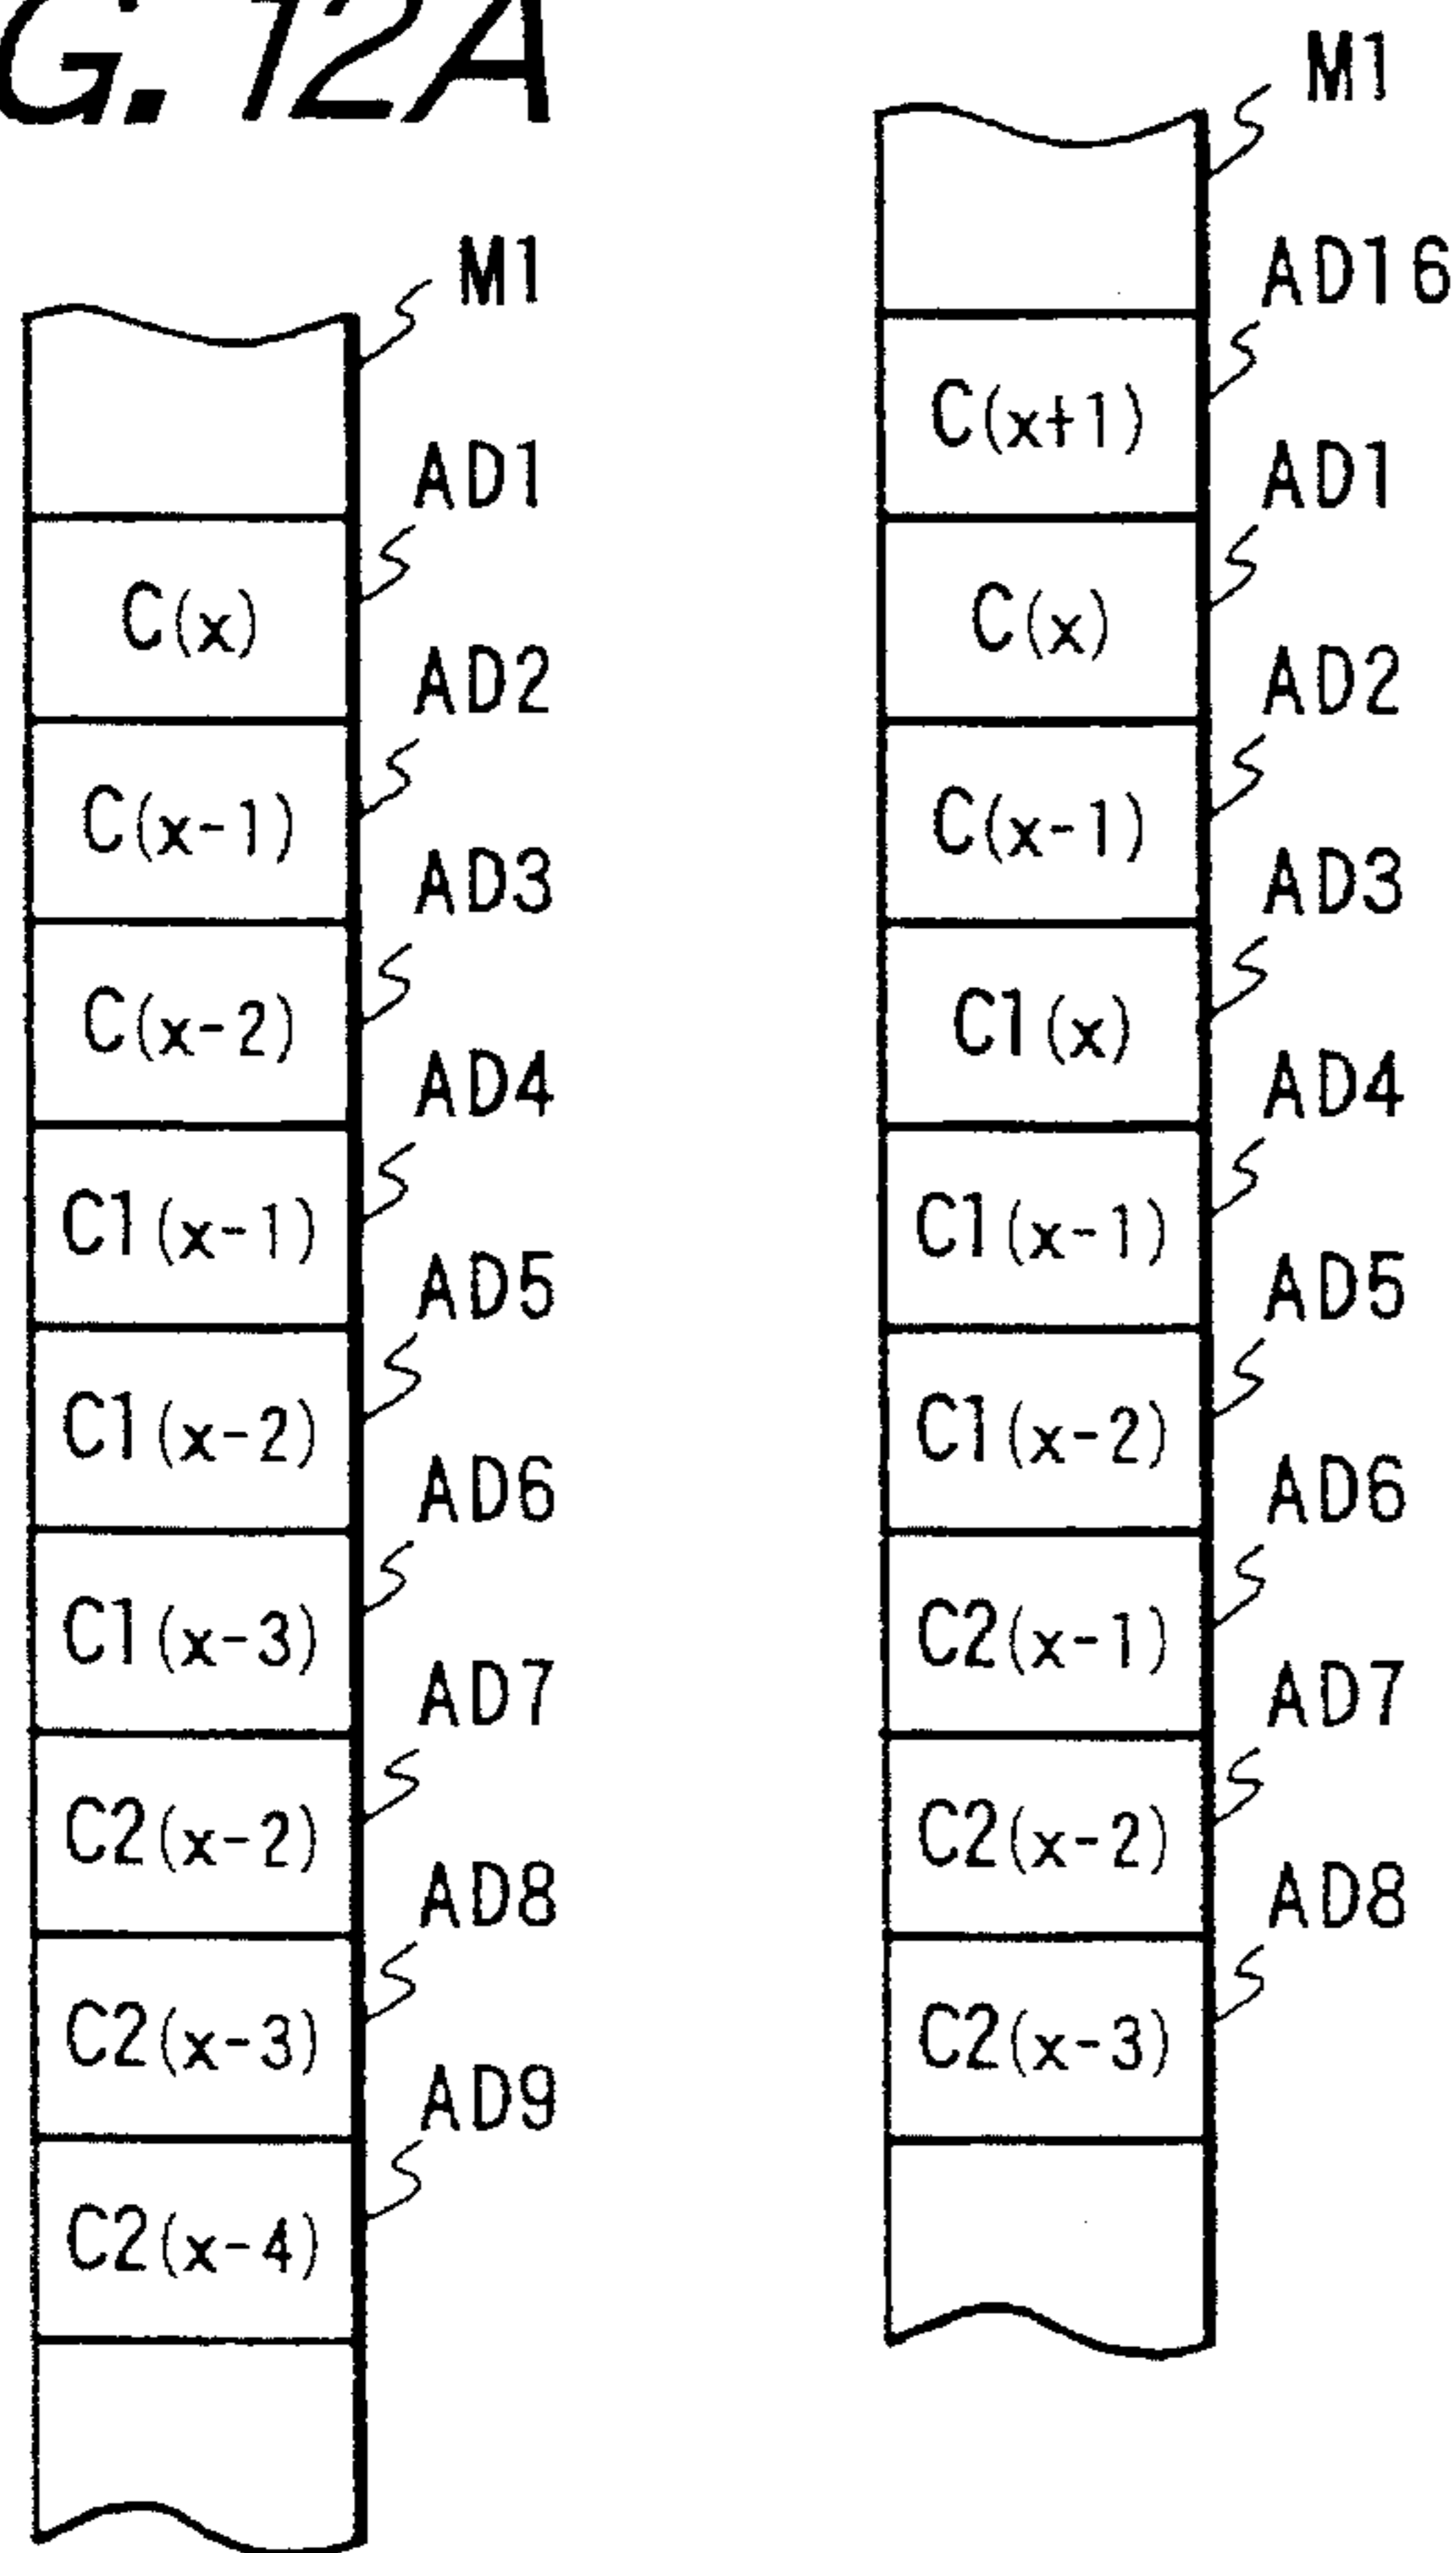 G. 12A
M1
AD1
C(x)
AD2
C(x-1)
AD3
C(x-2)
AD4
C1(x-1)
AD5
C1(x-2)
AD6
C1(x-3)
AD7
C2(x-2)
AD8
C2(x-3)
AD9
C2(x-4)
M1
AD16
C(x+1)
AD1
C(x)
AD2
C(x-1)
AD3
C1(x)
AD4
C1(x-1)
AD5
C1(x-2)
AD6
C2(x-1)
AD7
C2(x-2)
AD8
C2(x-3)